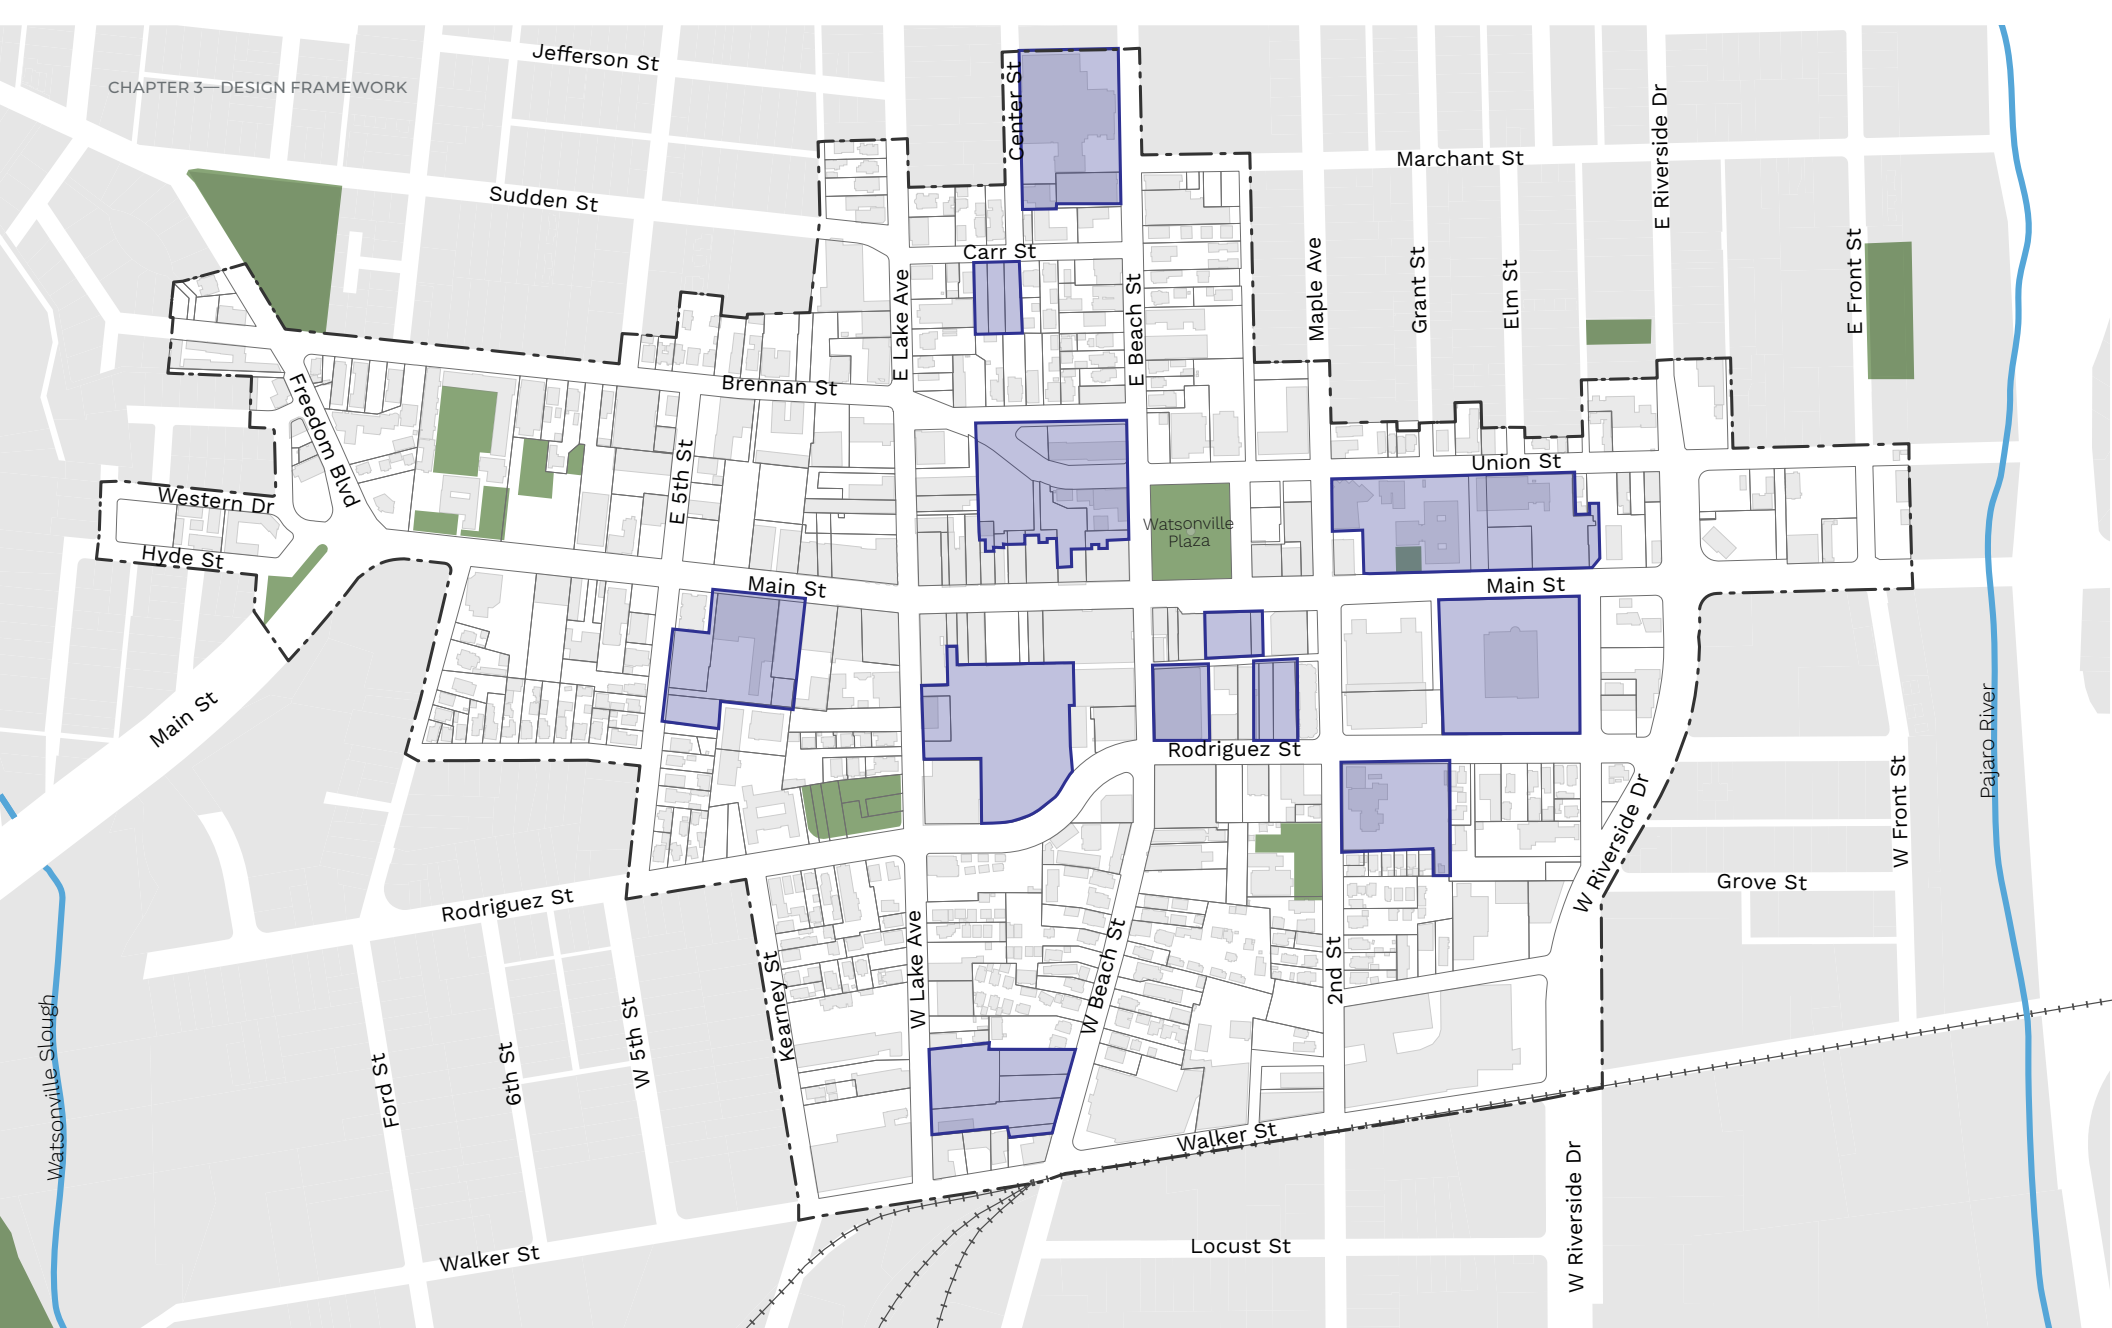 CHAPTER 3—DESIGN FRAMEWORK
Jefferson St
Center St
E Riverside Dr
Marchant St
Sudden St
Carr St
Maple Ave
Grant St
Elm St
E Front St
E Lake Ave
E Beach St
Brennan St
Freedom Blvd
E 5th St
Union St
Western Dr
Watsonville
Plaza
Hyde St
Main St
Main St
Main St
Rodriguez St
Pajaro River
W Front St
W Riverside Dr
Grove St
Rodriguez St
W Lake Ave
W Beach St
2nd St
Kearney St
Watsonville Slough
Ford St
6th St
W 5th St
Walker St
W Riverside Dr
Walker St
Locust St